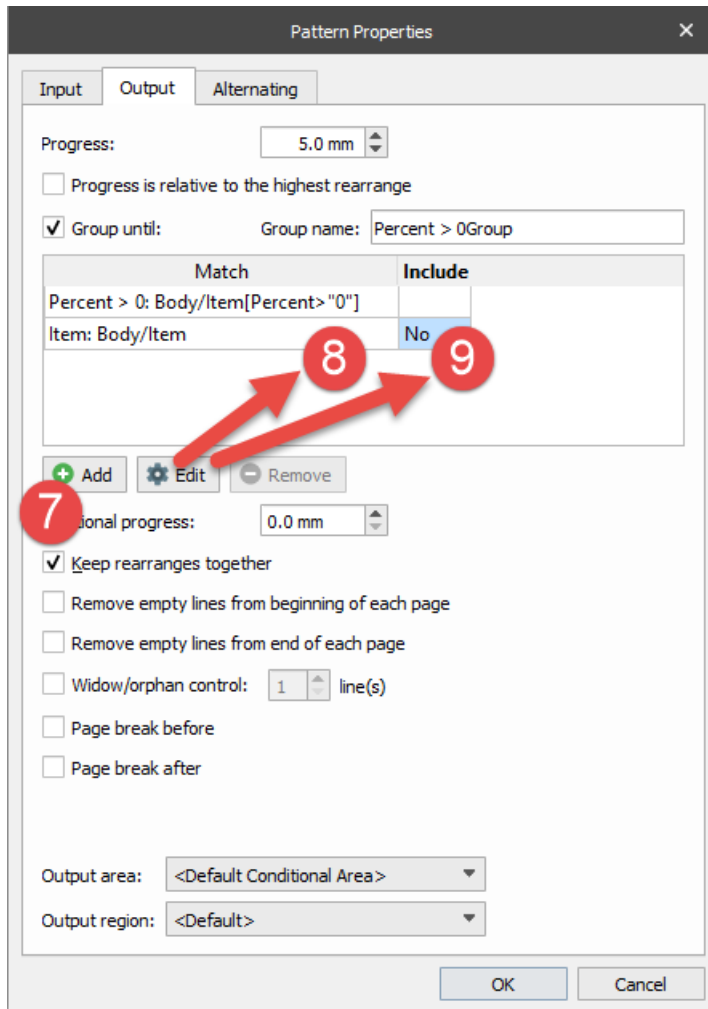 Pattern Properties
Input Output Alternating
Progress: 5.0 mm
Progress is relative to the highest rearrange
Group until: Group name: Percent > 0Group
Match Include
Percent > 0: Body/Item[Percent>"0"]
Item: Body/Item No
8 9
Add Edit Remove
7
ional progress: 0.0 mm
Keep rearranges together
Remove empty lines from beginning of each page
Remove empty lines from end of each page
Widow/orphan control: 1 line(s)
Page break before
Page break after
Output area: <Default Conditional Area>
Output region: <Default>
OK Cancel